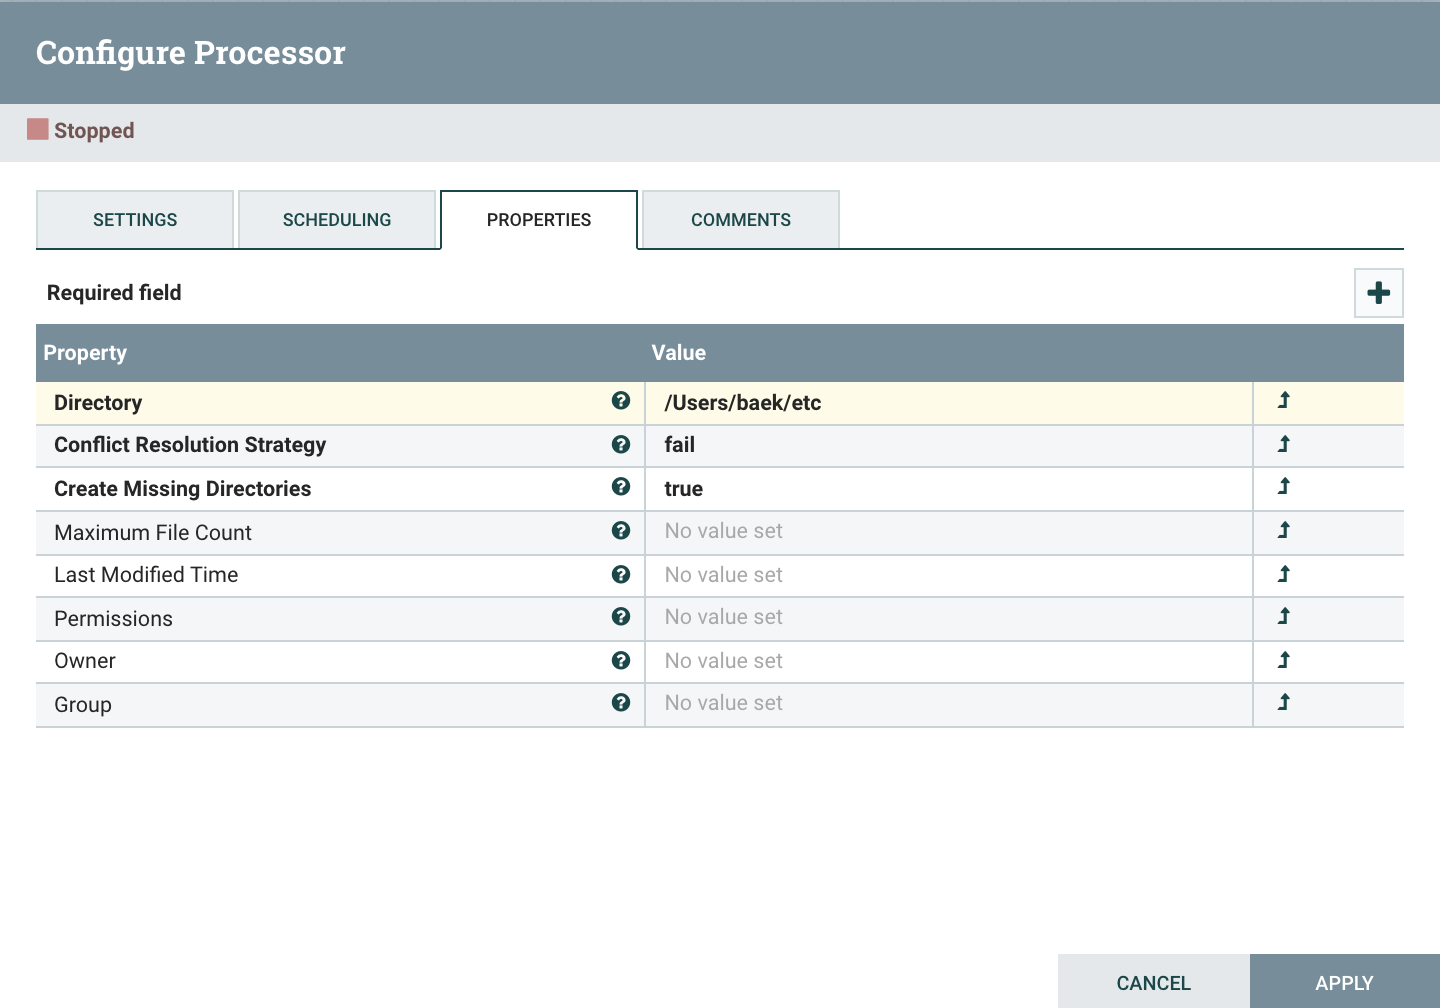 Configure Processor
Stopped
SETTINGS SCHEDULING PROPERTIES COMMENTS
Required field
Property Value
Directory /Users/baek/etc
Conflict Resolution Strategy fail
Create Missing Directories true
Maximum File Count No value set
Last Modified Time No value set
Permissions No value set
Owner No value set
Group No value set
CANCEL APPLY